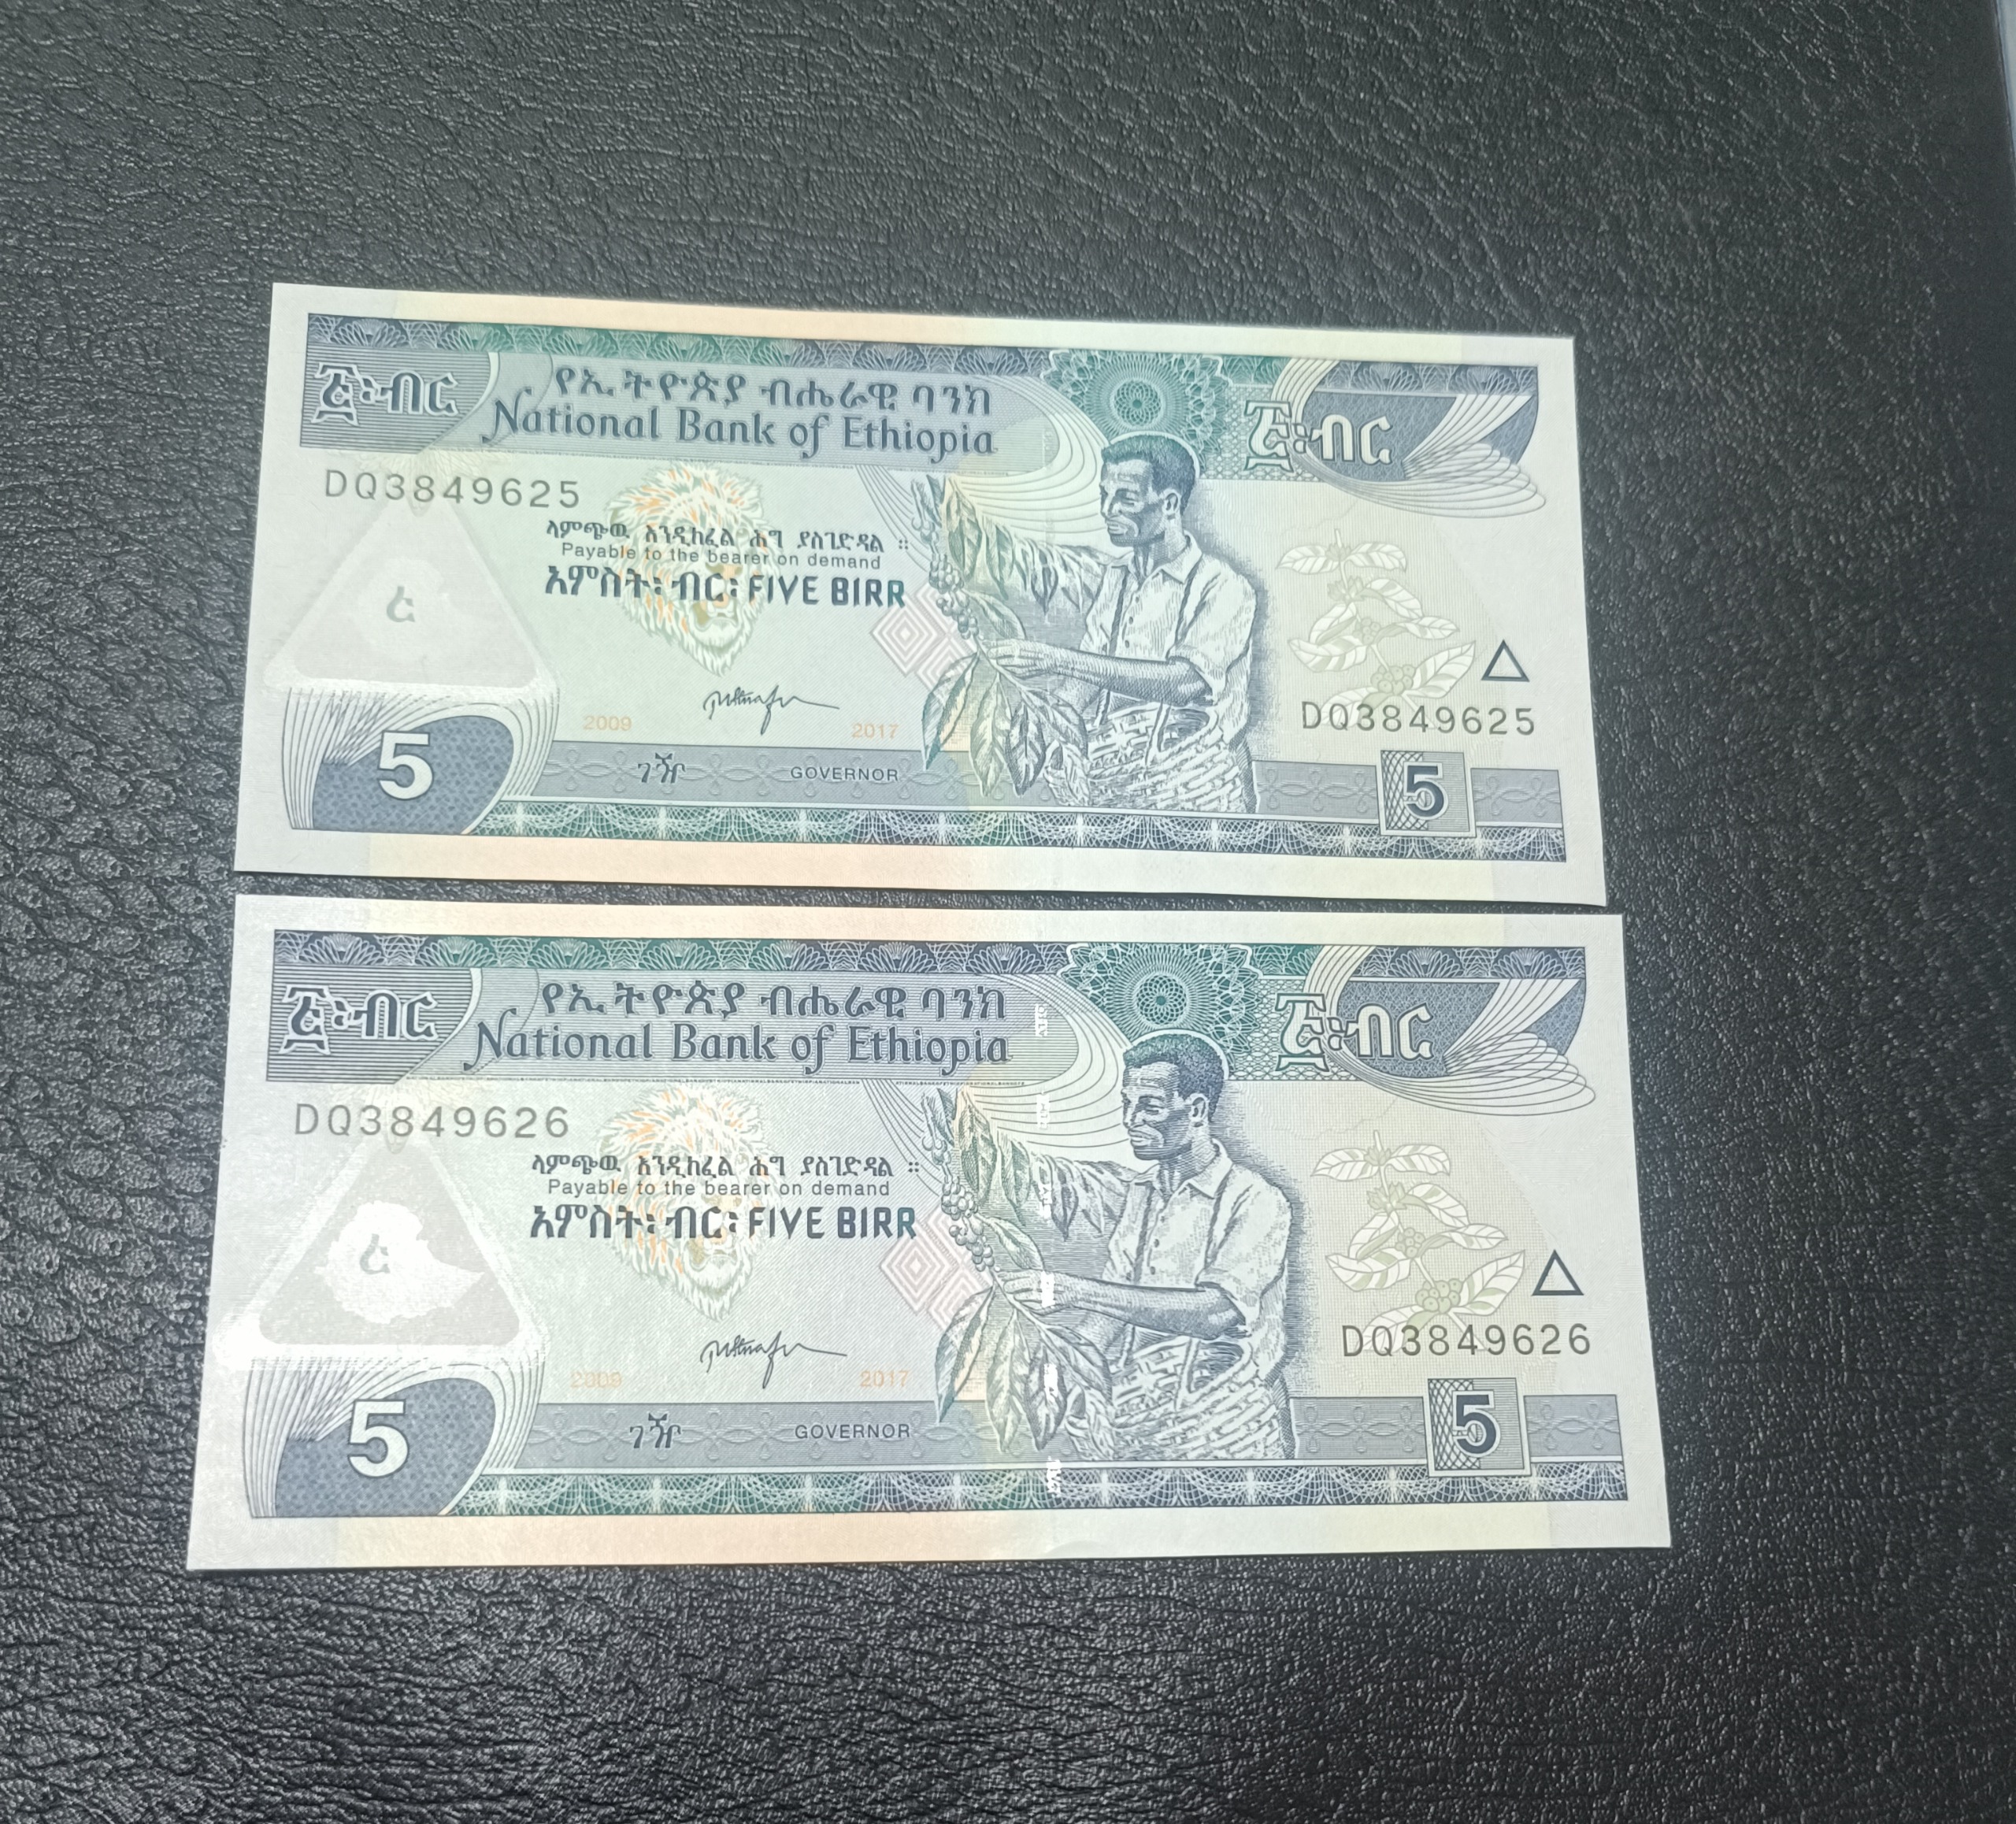 ፭፡ብር
የኢትዮጵያ ብሔራዊ ባንክ
National Bank of Ethiopia
፭፡ብር
DQ3849625
ላምጭዉ እንዲከፈል ሕግ ያስገድዳል ።
Payable to the bearer on demand
አምስት፡ ብር፡ FIVE BIRR
፭
DQ3849625
2009
2017
5
ገዥ
GOVERNOR
5
፭፡ብር
የኢትዮጵያ ብሔራዊ ባንክ
National Bank of Ethiopia
፭፡ብር
DQ3849626
ላምጭዉ እንዲከፈል ሕግ ያስገድዳል ።
Payable to the bearer on demand
አምስት፡ ብር፡ FIVE BIRR
DQ3849626
2009
2017
5
ገዥ
GOVERNOR
5